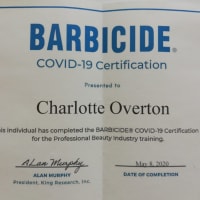 BARBICIDE®
COVID-19 Certification
Presented to
Charlotte Overton
his individual has completed the BARBICIDE® COVID-19 Certification
for the Professional Beauty Industry training.
Alan Murphy
May 8, 2020
ALAN MURPHY
DATE OF COMPLETION
President, King Research, Inc.